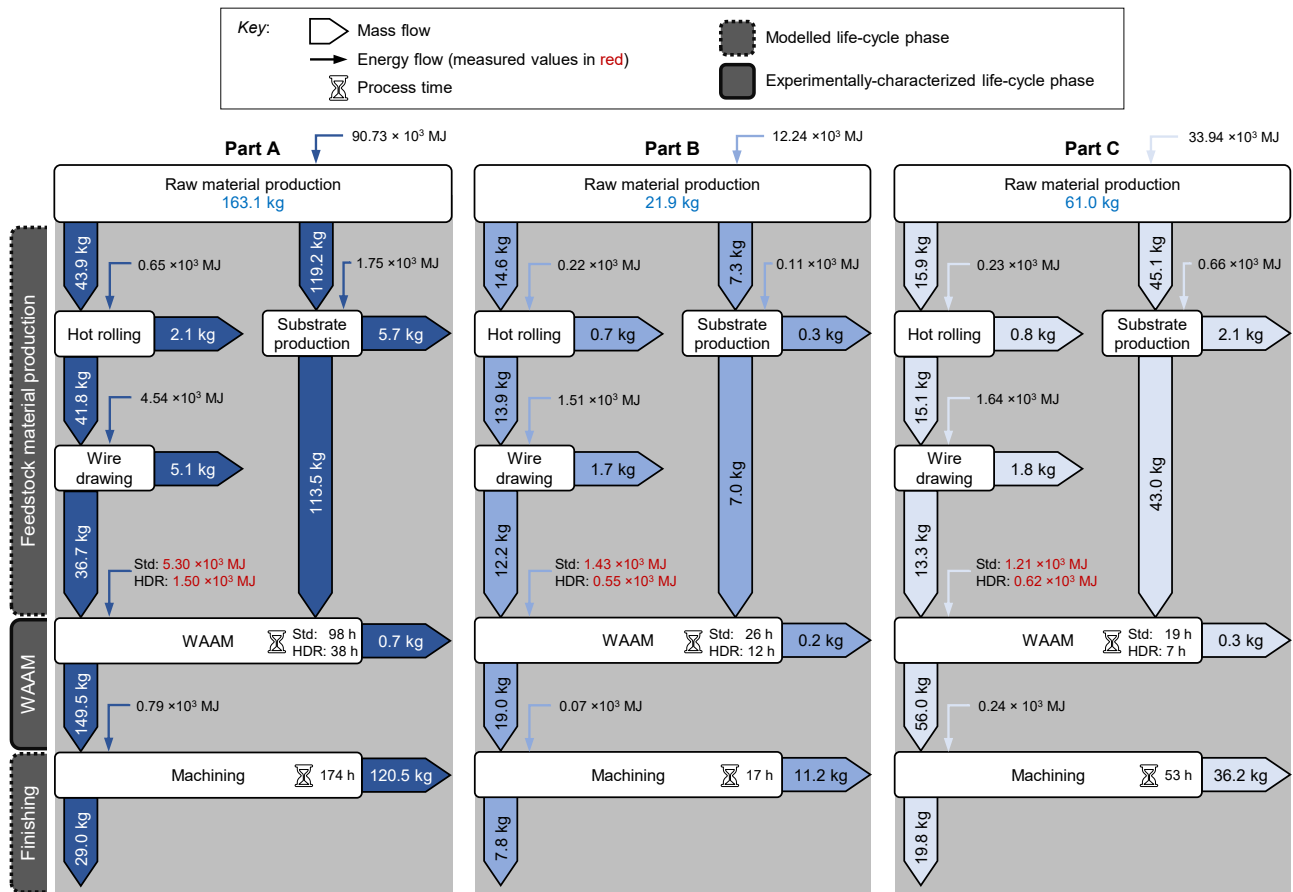 Key:
Mass flow
Energy flow (measured values in red)
Process time
Modelled life-cycle phase
Experimentally-characterized life-cycle phase
Part A
90.73 × 10³ MJ
Raw material production
163.1 kg
43.9 kg
119.2 kg
0.65 ×10³ MJ
1.75 ×10³ MJ
Hot rolling
2.1 kg
Substrate
production
5.7 kg
41.8 kg
4.54 ×10³ MJ
Wire
drawing
5.1 kg
113.5 kg
36.7 kg
Std: 5.30 ×10³ MJ
HDR: 1.50 ×10³ MJ
WAAM
Std: 98 h
HDR: 38 h
0.7 kg
149.5 kg
0.79 ×10³ MJ
Machining
174 h
120.5 kg
29.0 kg
Part B
12.24 ×10³ MJ
Raw material production
21.9 kg
14.6 kg
7.3 kg
0.22 ×10³ MJ
0.11 ×10³ MJ
Hot rolling
0.7 kg
Substrate
production
0.3 kg
13.9 kg
1.51 ×10³ MJ
Wire
drawing
1.7 kg
7.0 kg
12.2 kg
Std: 1.43 ×10³ MJ
HDR: 0.55 ×10³ MJ
WAAM
Std: 26 h
HDR: 12 h
0.2 kg
19.0 kg
0.07 ×10³ MJ
Machining
17 h
11.2 kg
7.8 kg
Part C
33.94 ×10³ MJ
Raw material production
61.0 kg
15.9 kg
45.1 kg
0.23 ×10³ MJ
0.66 ×10³ MJ
Hot rolling
0.8 kg
Substrate
production
2.1 kg
15.1 kg
1.64 ×10³ MJ
Wire
drawing
1.8 kg
43.0 kg
13.3 kg
Std: 1.21 ×10³ MJ
HDR: 0.62 ×10³ MJ
WAAM
Std: 19 h
HDR: 7 h
0.3 kg
56.0 kg
0.24 × 10³ MJ
Machining
53 h
36.2 kg
19.8 kg
Feedstock material production
WAAM
Finishing